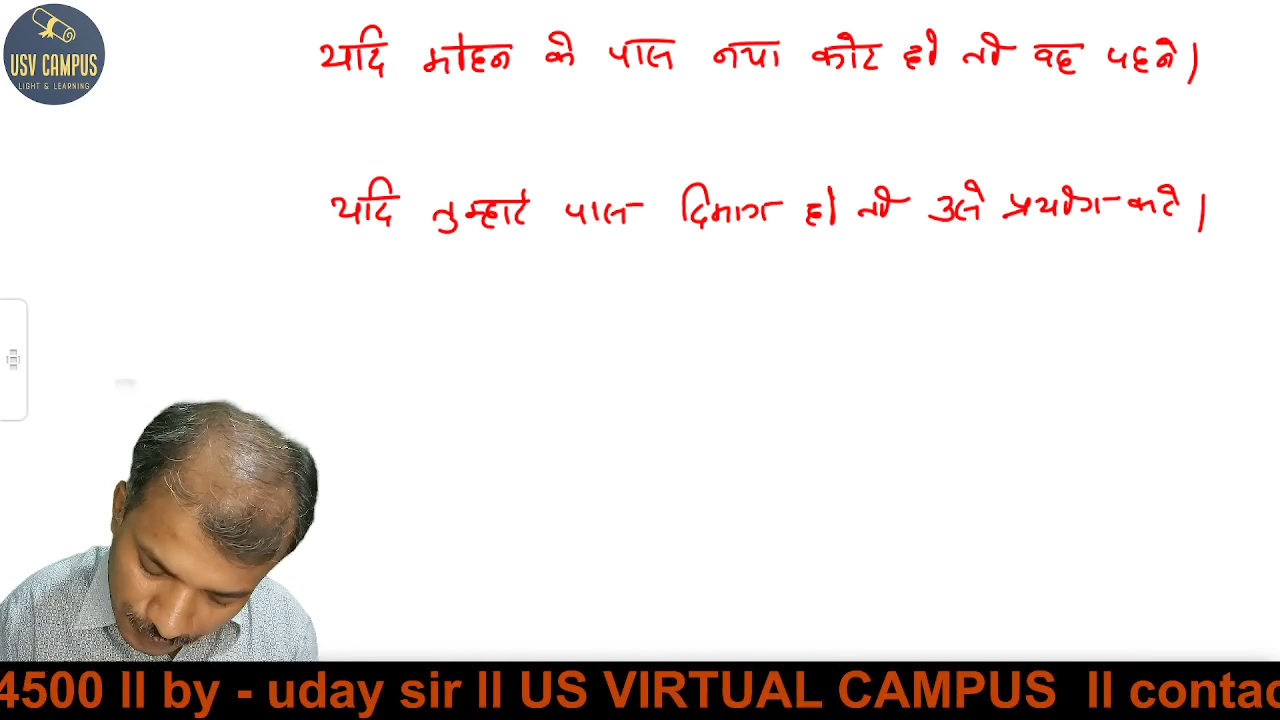 USV CAMPUS
LIGHT & LEARNING
यदि मोहन के पास नया कोट हो तो वह पहने।
यदि तुम्हारे पास दिमाग हो तो उसे प्रयोग करो।
4500 ll by - uday sir ll US VIRTUAL CAMPUS ll contac